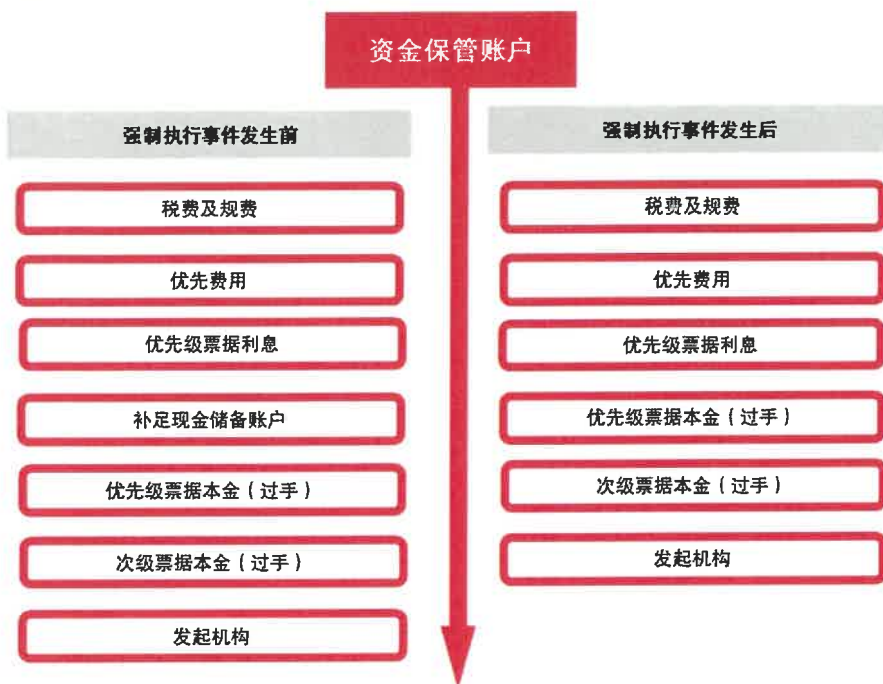 资金保管账户
强制执行事件发生前
税费及规费
优先费用
优先级票据利息
补足现金储备账户
优先级票据本金（过手）
次级票据本金（过手）
发起机构
强制执行事件发生后
税费及规费
优先费用
优先级票据利息
优先级票据本金（过手）
次级票据本金（过手）
发起机构